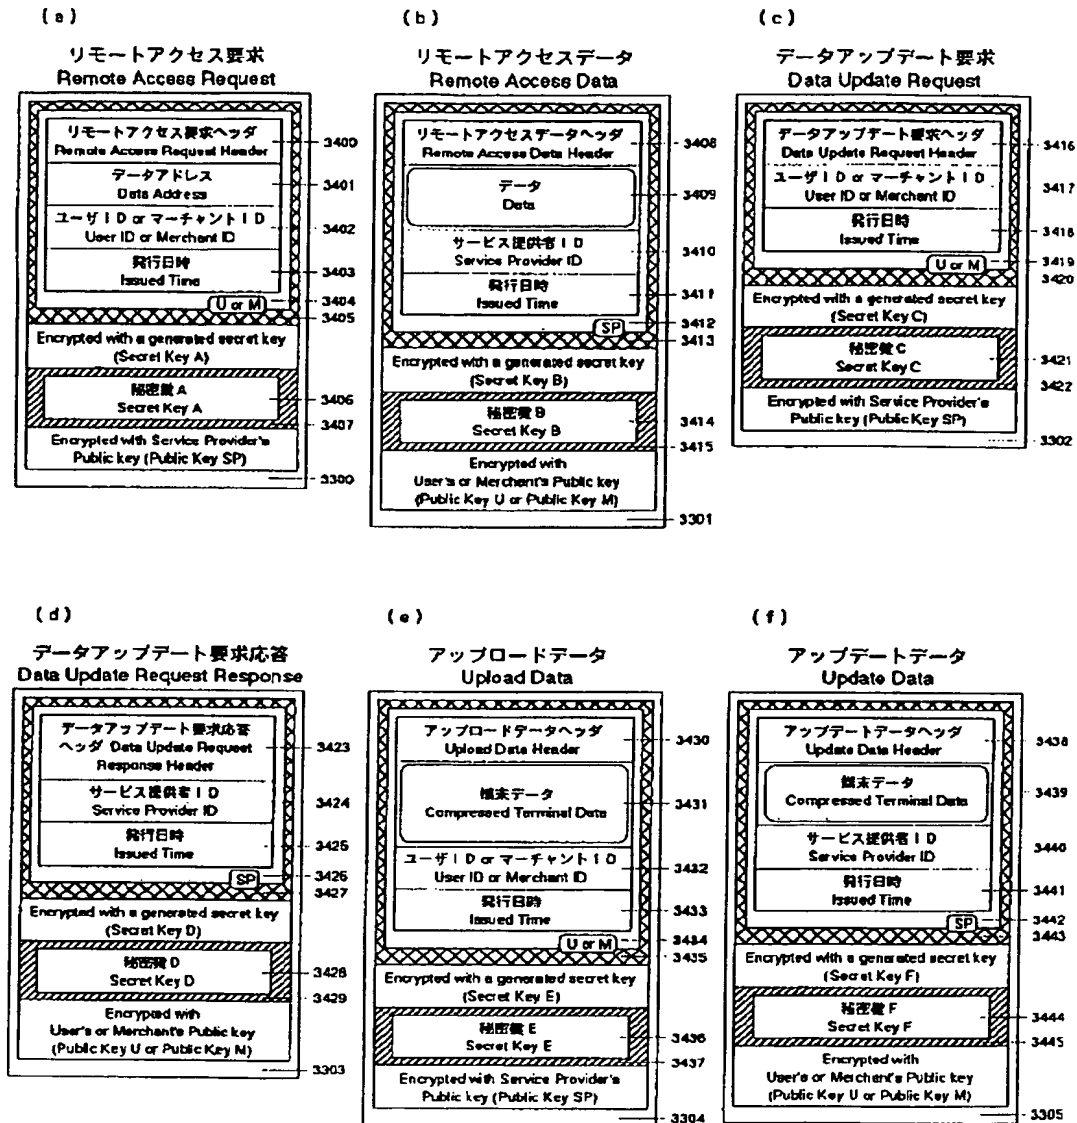 (a)
リモートアクセス要求
Remote Access Request
リモートアクセス要求ヘッダ
Remote Access Request Header
3400
データアドレス
Data Address
3401
ユーザID or マーチャントID
User ID or Merchant ID
3402
発行日時
Issued Time
3403
U or M
3404
3405
Encrypted with a generated secret key
(Secret Key A)
秘密鍵 A
Secret Key A
3406
3407
Encrypted with Service Provider's
Public key (Public Key SP)
3300
(b)
リモートアクセスデータ
Remote Access Data
リモートアクセスデータヘッダ
Remote Access Data Header
3408
データ
Data
3409
サービス提供者ID
Service Provider ID
3410
発行日時
Issued Time
3411
SP
3412
3413
Encrypted with a generated secret key
(Secret Key B)
秘密鍵 B
Secret Key B
3414
3415
Encrypted with
User's or Merchant's Public key
(Public Key U or Public Key M)
3301
(c)
データアップデート要求
Data Update Request
データアップデート要求ヘッダ
Data Update Request Header
3416
ユーザID or マーチャントID
User ID or Merchant ID
3417
発行日時
Issued Time
3418
U or M
3419
3420
Encrypted with a generated secret key
(Secret Key C)
秘密鍵 C
Secret Key C
3421
3422
Encrypted with Service Provider's
Public key (Public Key SP)
3302
(d)
データアップデート要求応答
Data Update Request Response
データアップデート要求応答
ヘッダ Data Update Request
Response Header
3423
サービス提供者ID
Service Provider ID
3424
発行日時
Issued Time
3425
SP
3426
3427
Encrypted with a generated secret key
(Secret Key D)
秘密鍵 D
Secret Key D
3428
3429
Encrypted with
User's or Merchant's Public key
(Public Key U or Public Key M)
3303
(e)
アップロードデータ
Upload Data
アップロードデータヘッダ
Upload Data Header
3430
端末データ
Compressed Terminal Data
3431
ユーザID or マーチャントID
User ID or Merchant ID
3432
発行日時
Issued Time
3433
U or M
3434
3435
Encrypted with a generated secret key
(Secret Key E)
秘密鍵 E
Secret Key E
3436
3437
Encrypted with Service Provider's
Public key (Public Key SP)
3304
(f)
アップデートデータ
Update Data
アップデートデータヘッダ
Update Data Header
3438
端末データ
Compressed Terminal Data
3439
サービス提供者ID
Service Provider ID
3440
発行日時
Issued Time
3441
SP
3442
3443
Encrypted with a generated secret key
(Secret Key F)
秘密鍵 F
Secret Key F
3444
3445
Encrypted with
User's or Merchant's Public key
(Public Key U or Public Key M)
3305